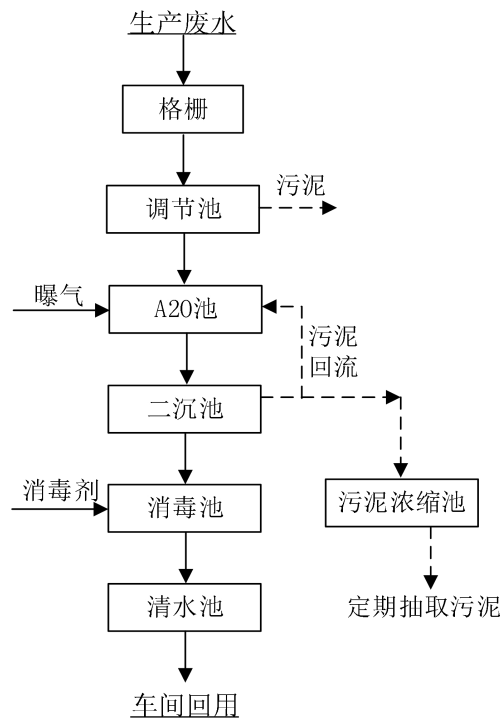 生产废水
格栅
调节池
污泥
曝气
A2O池
污泥
回流
二沉池
消毒剂
消毒池
污泥浓缩池
清水池
定期抽取污泥
车间回用